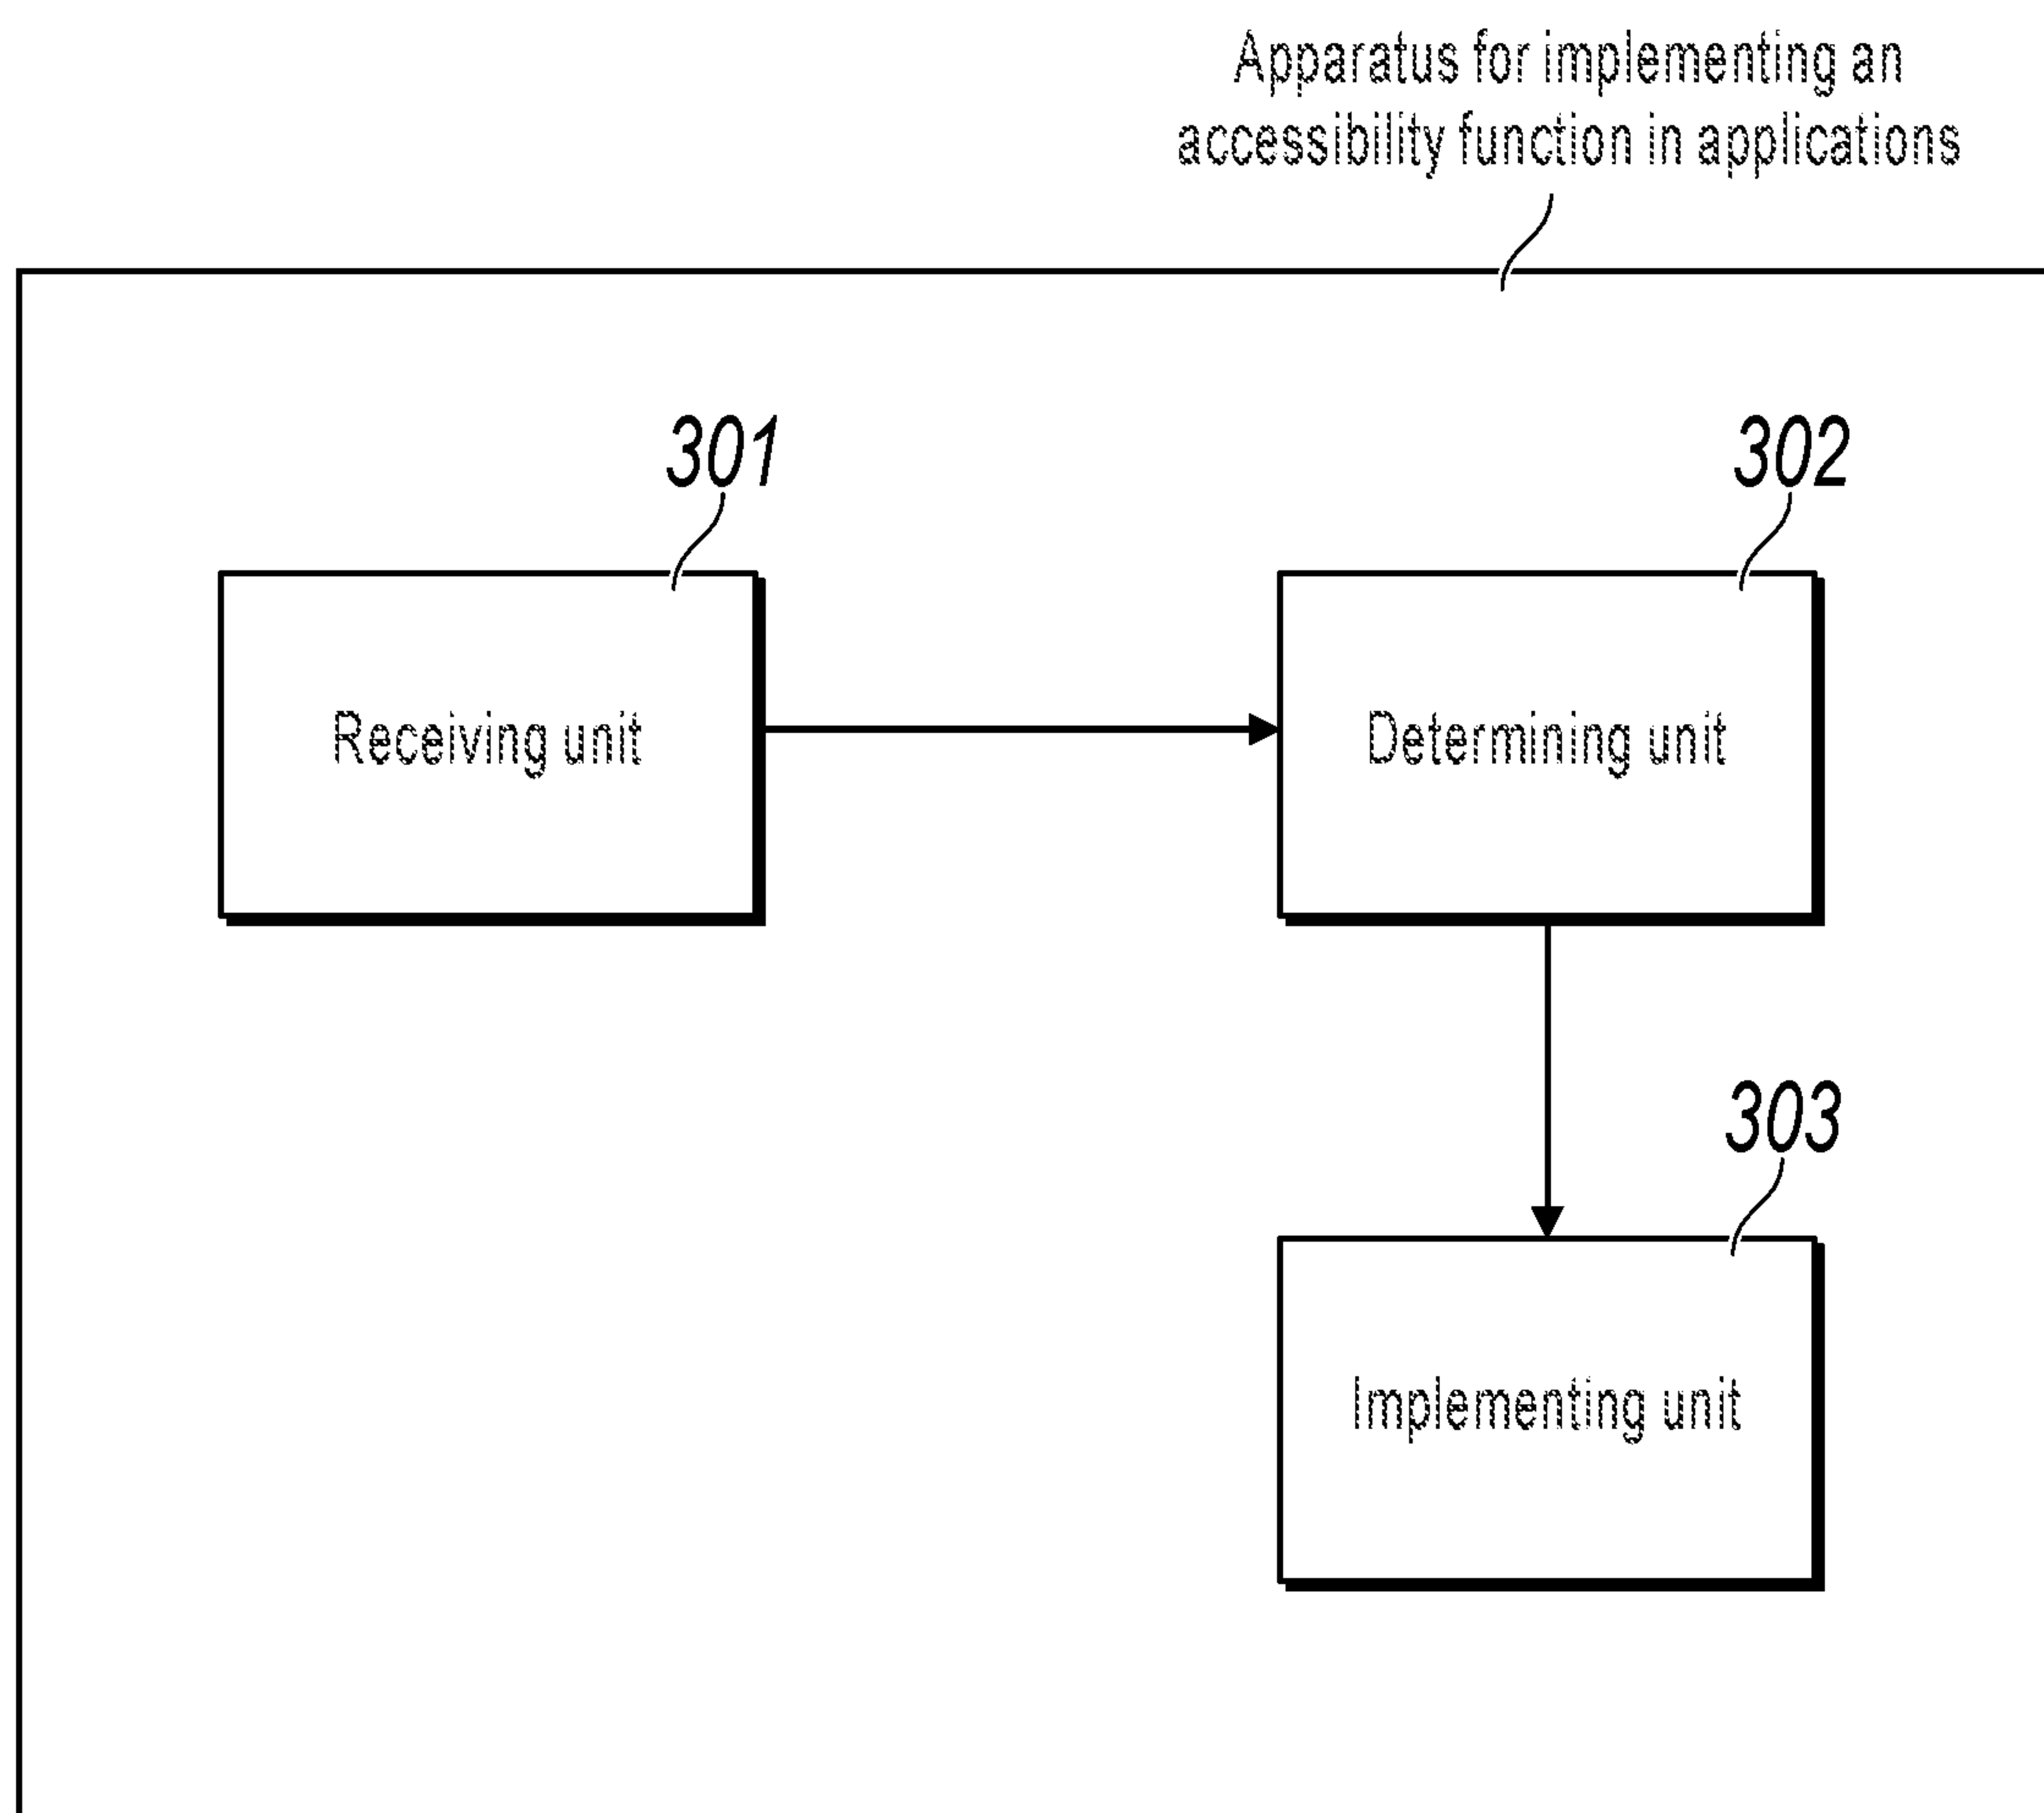 Apparatus for implementing an
accessibility function in applications
301
302
Receiving unit
Determining unit
303
Implementing unit